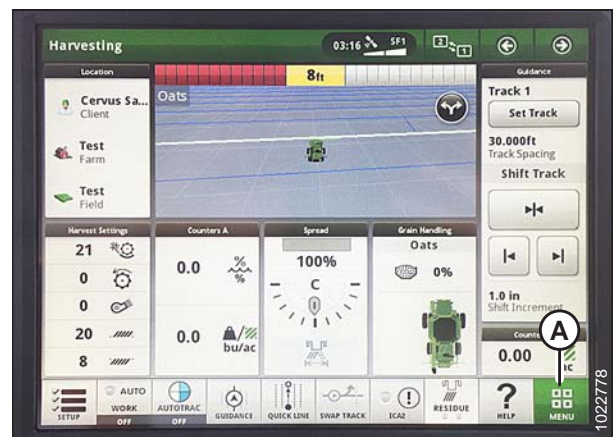 Harvesting
03:16
SF1
2
1
Location
Cervus Sa...
Client
Test
Farm
Test
Field
8ft
Oats
Guidance
Track 1
Set Track
30.000ft
Track Spacing
Shift Track
1.0 in
Shift Increment
Harvest Settings
21
0
0
20
8
Counters A
0.0
%
%
0.0
bu/ac
Spread
100%
C
Grain Handling
Oats
0%
0.00
ac
A
SETUP
AUTO
WORK
OFF
AUTOTRAC
OFF
GUIDANCE
QUICK LINE
SWAP TRACK
ICA2
RESIDUE
?
HELP
MENU
1022778